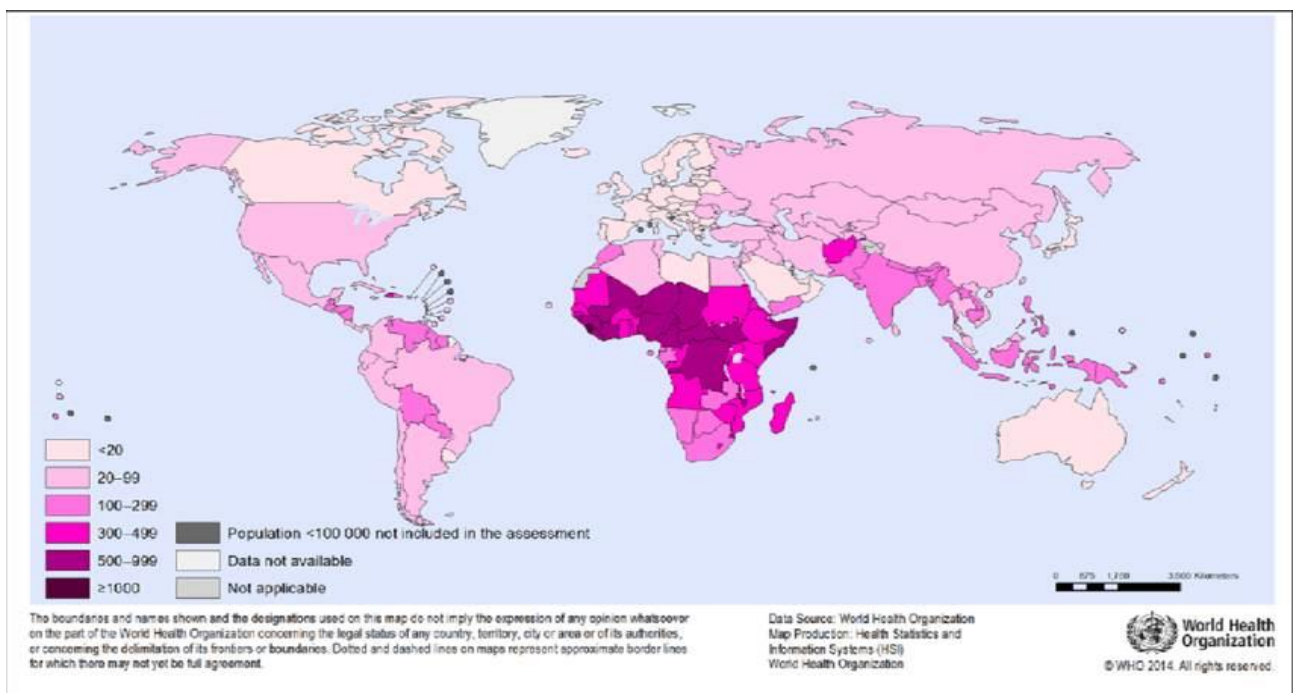 <20
20–99
100–299
300–499
500–999
≥1000
Population <100 000 not included in the assessment
Data not available
Not applicable
0 875 1,750 3,500 Kilometers
The boundaries and names shown and the designations used on this map do not imply the expression of any opinion whatsoever
on the part of the World Health Organization concerning the legal status of any country, territory, city or area or of its authorities,
or concerning the delimitation of its frontiers or boundaries. Dotted and dashed lines on maps represent approximate border lines
for which there may not yet be full agreement.
Data Source: World Health Organization
Map Production: Health Statistics and
Information Systems (HSI)
World Health Organization
World Health
Organization
© WHO 2014. All rights reserved.